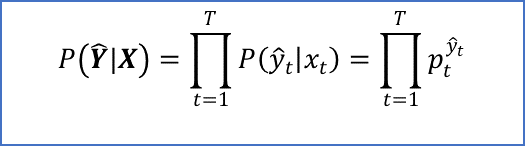 P(Ŷ|X) = ∏_{t=1}^{T} P(ŷ_t|x_t) = ∏_{t=1}^{T} p_t^{ŷ_t}